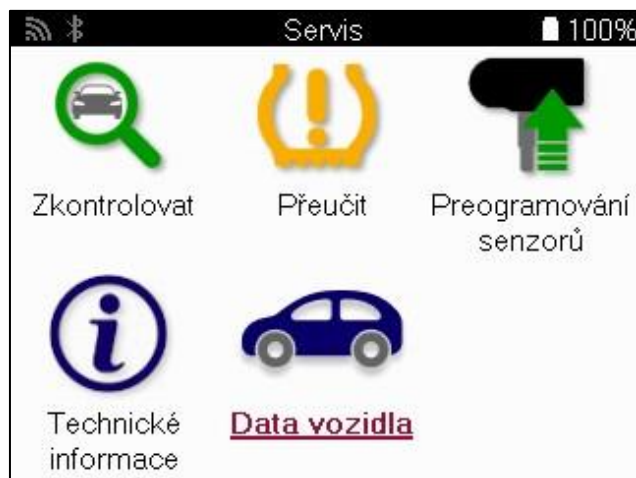 Servis 100%
Zkontrolovat Přeučit Preogramování
senzorů
Technické Data vozidla
informace